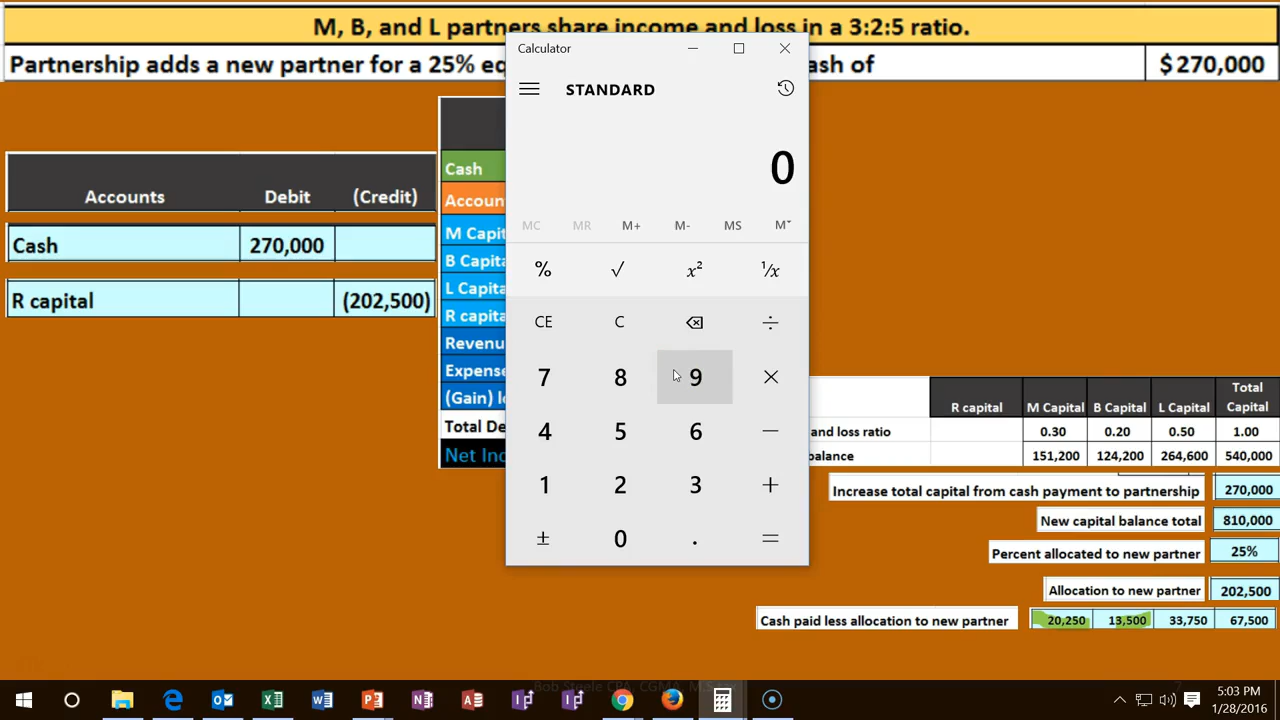 M, B, and L partners share income and loss in a 3:2:5 ratio.
Partnership adds a new partner for a 25% eq ash of $270,000
Accounts Debit (Credit)
Cash 270,000
R capital (202,500)
Cash
Accoun
M Capit
B Capita
L Capita
R capita
Revenu
Expense
(Gain) l
Total De
Net Inc
Calculator
STANDARD
0
MC MR M+ M- MS M˅
% √ x² ¹/x
CE C ⌫ ÷
7 8 9 ×
4 5 6 −
1 2 3 +
± 0 . =
R capital M Capital B Capital L Capital Total Capital
and loss ratio 0.30 0.20 0.50 1.00
balance 151,200 124,200 264,600 540,000
Increase total capital from cash payment to partnership 270,000
New capital balance total 810,000
Percent allocated to new partner 25%
Allocation to new partner 202,500
Cash paid less allocation to new partner 20,250 13,500 33,750 67,500
Bob Steele CPA, CGMA, M.S.
5:03 PM
1/28/2016